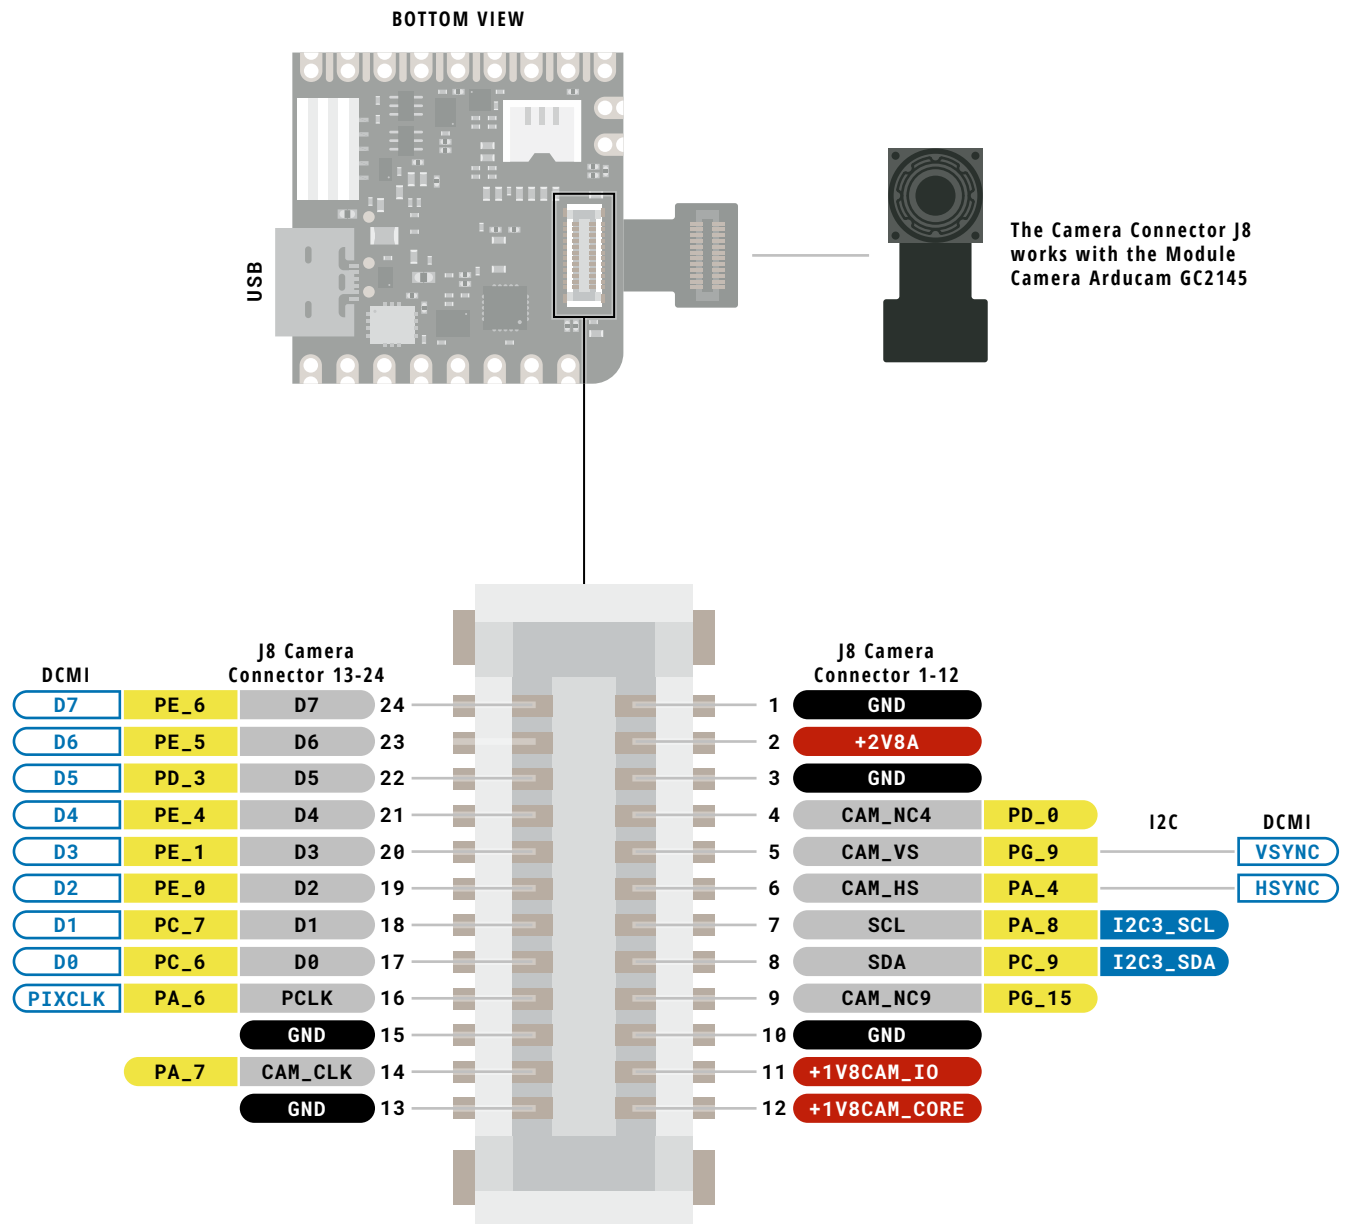 BOTTOM VIEW
USB
The Camera Connector J8
works with the Module
Camera Arducam GC2145
DCMI
J8 Camera
Connector 13-24
D7 PE_6 D7 24
D6 PE_5 D6 23
D5 PD_3 D5 22
D4 PE_4 D4 21
D3 PE_1 D3 20
D2 PE_0 D2 19
D1 PC_7 D1 18
D0 PC_6 D0 17
PIXCLK PA_6 PCLK 16
GND 15
PA_7 CAM_CLK 14
GND 13
J8 Camera
Connector 1-12
1 GND
2 +2V8A
3 GND
4 CAM_NC4 PD_0
I2C DCMI
5 CAM_VS PG_9 VSYNC
6 CAM_HS PA_4 HSYNC
7 SCL PA_8 I2C3_SCL
8 SDA PC_9 I2C3_SDA
9 CAM_NC9 PG_15
10 GND
11 +1V8CAM_IO
12 +1V8CAM_CORE